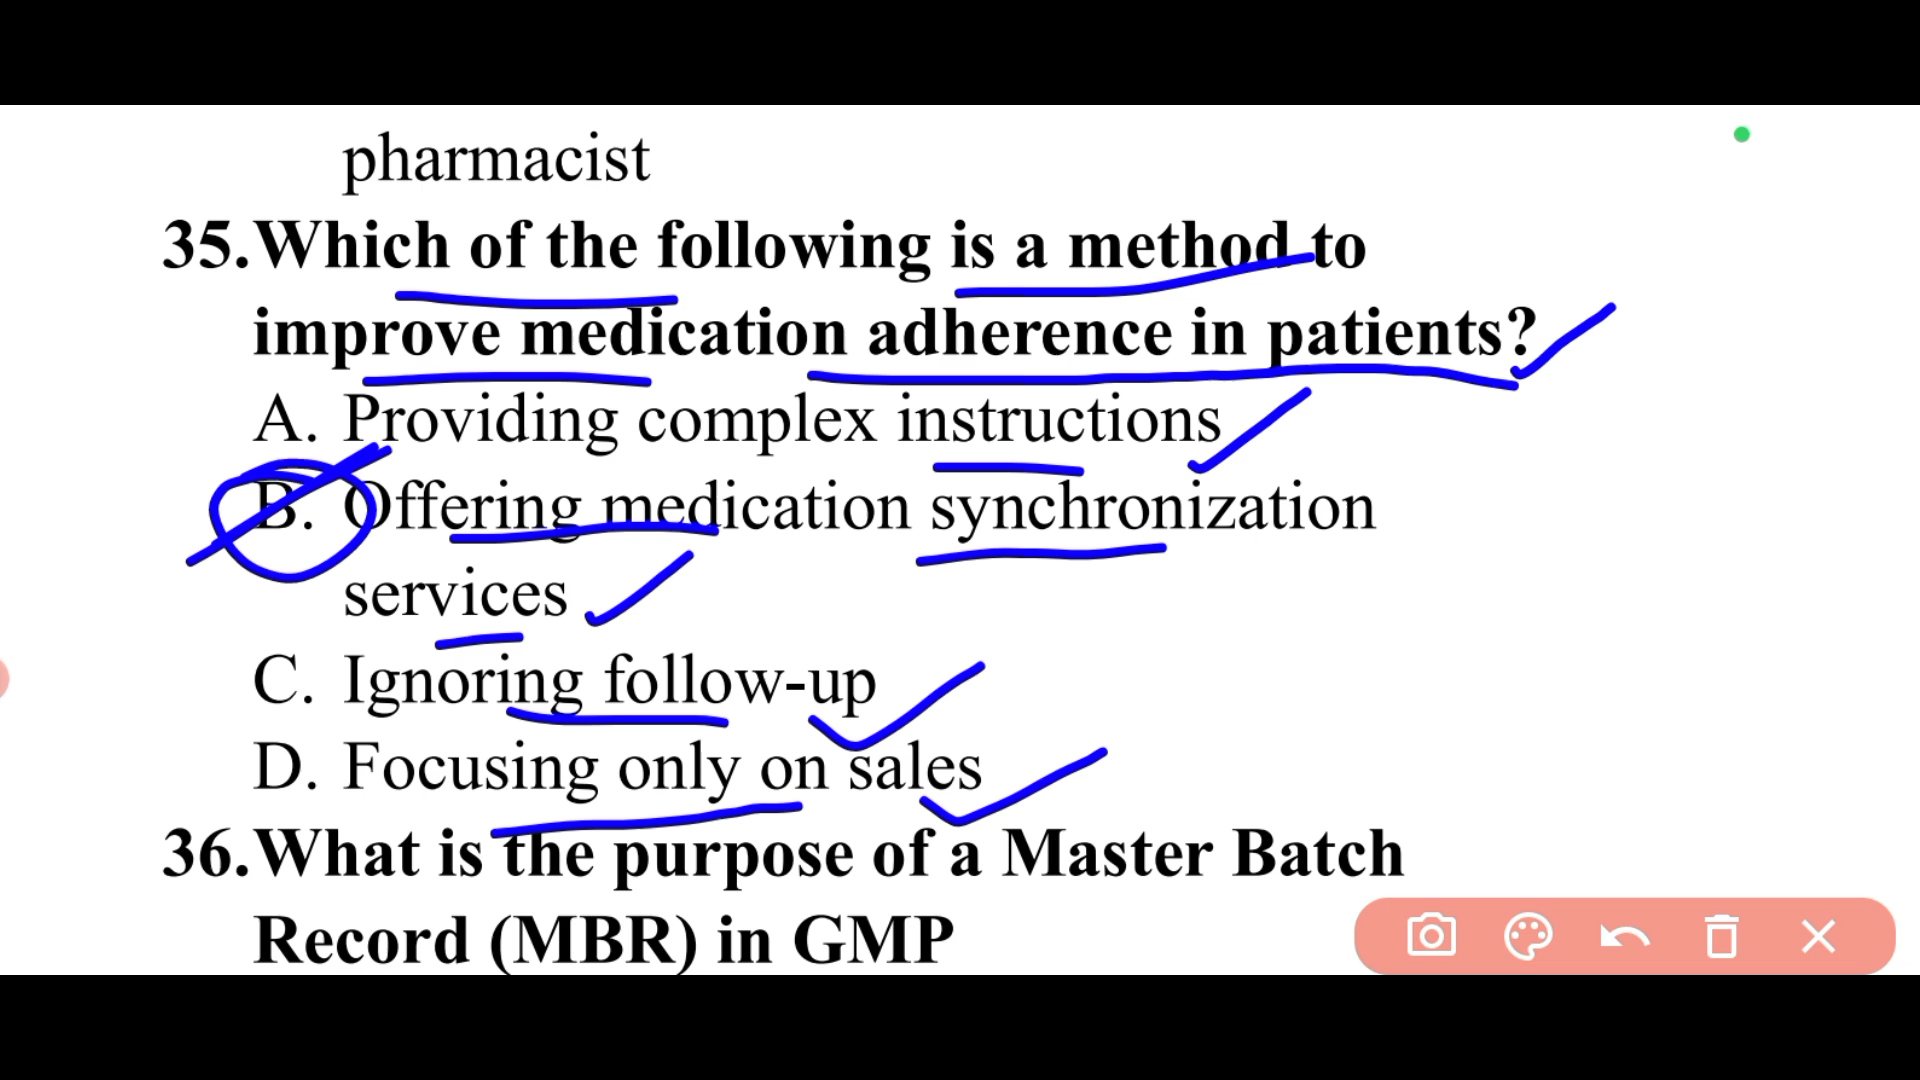 pharmacist
35.Which of the following is a method to
improve medication adherence in patients?
A. Providing complex instructions
B. Offering medication synchronization
services
C. Ignoring follow-up
D. Focusing only on sales
36.What is the purpose of a Master Batch
Record (MBR) in GMP